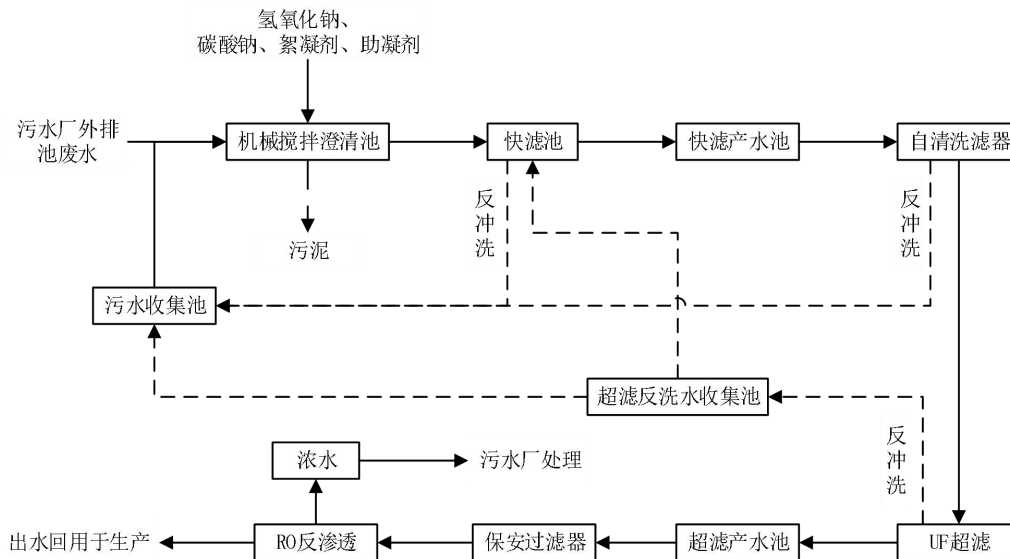 氢氧化钠、
碳酸钠、絮凝剂、助凝剂
污水厂外排
池废水
机械搅拌澄清池
快滤池
快滤产水池
自清洗滤器
反冲洗
反冲洗
污泥
污水收集池
超滤反洗水收集池
反冲洗
浓水
污水厂处理
出水回用于生产
RO反渗透
保安过滤器
超滤产水池
UF超滤